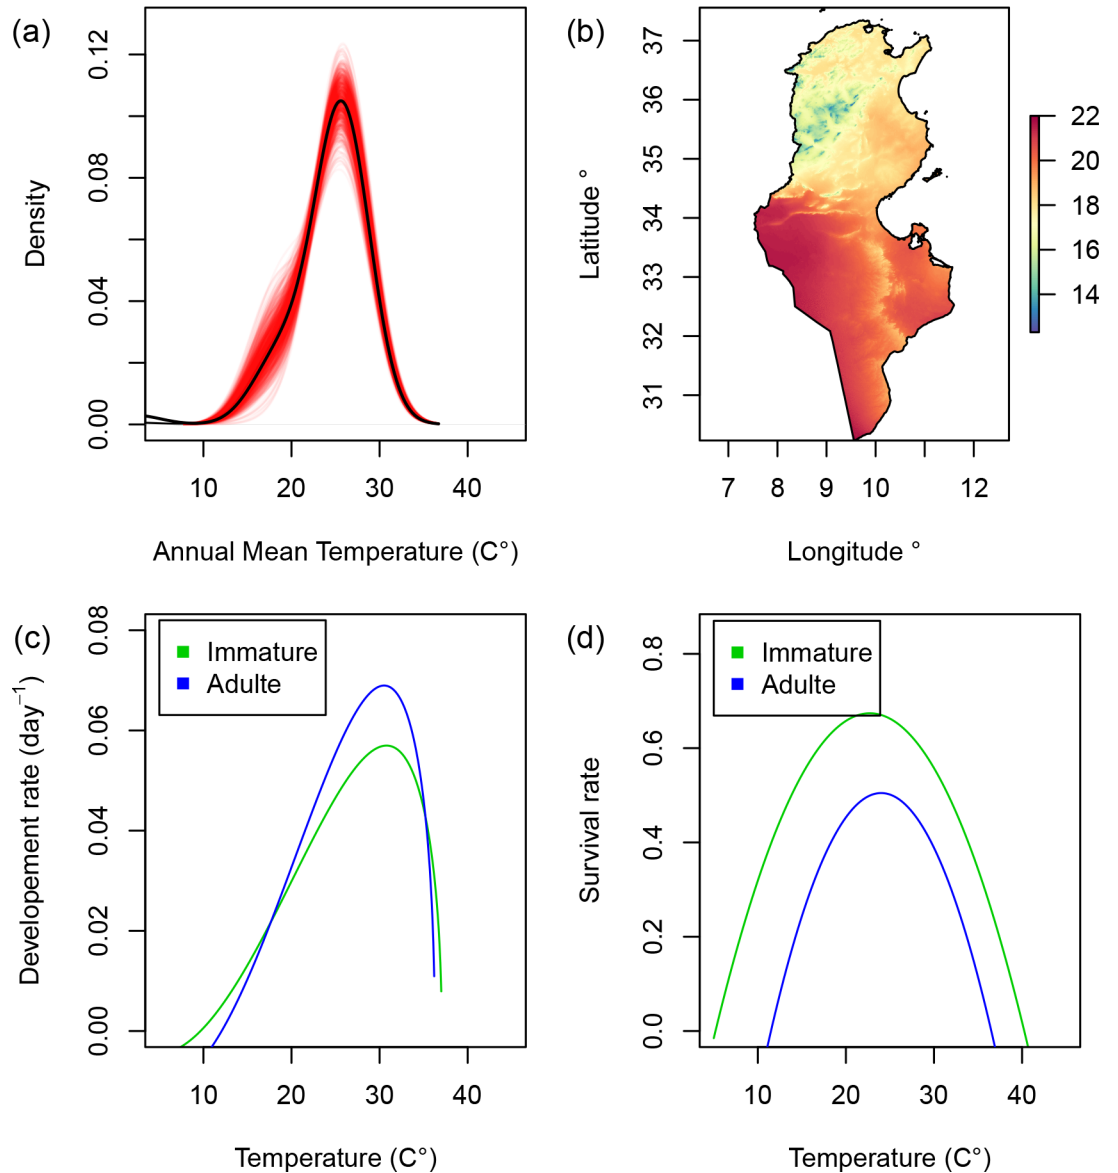 (a)
Density
0.00
0.04
0.08
0.12
10
20
30
40
Annual Mean Temperature (C°)
(b)
Latitude °
31
32
33
34
35
36
37
7
8
9
10
12
Longitude °
22
20
18
16
14
(c)
Immature
Adulte
Developement rate (day⁻¹)
0.00
0.02
0.04
0.06
0.08
10
20
30
40
Temperature (C°)
(d)
Immature
Adulte
Survival rate
0.0
0.2
0.4
0.6
0.8
10
20
30
40
Temperature (C°)